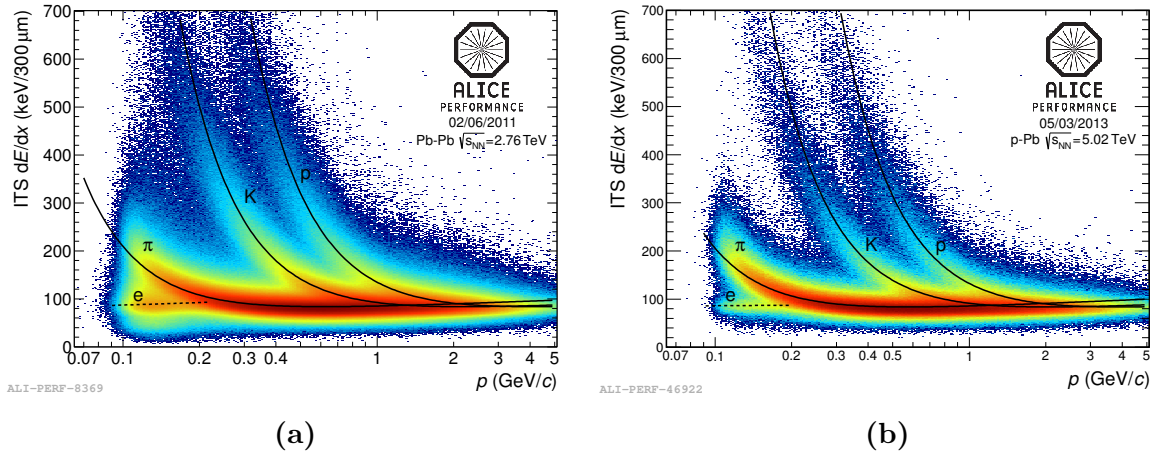 ITS dE/dx (keV/300 μm)
700
600
500
400
300
200
100
0
ALICE
PERFORMANCE
02/06/2011
Pb-Pb √sNN=2.76 TeV
p
K
π
e
0.07 0.1 0.2 0.3 0.4 1 2 3 4 5
p (GeV/c)
ALI-PERF-8369
(a)
ITS dE/dx (keV/300 μm)
700
600
500
400
300
200
100
0
ALICE
PERFORMANCE
05/03/2013
p-Pb √sNN=5.02 TeV
π
K
p
e
0.07 0.1 0.2 0.3 0.4 0.5 1 2 3 4 5
p (GeV/c)
ALI-PERF-46922
(b)